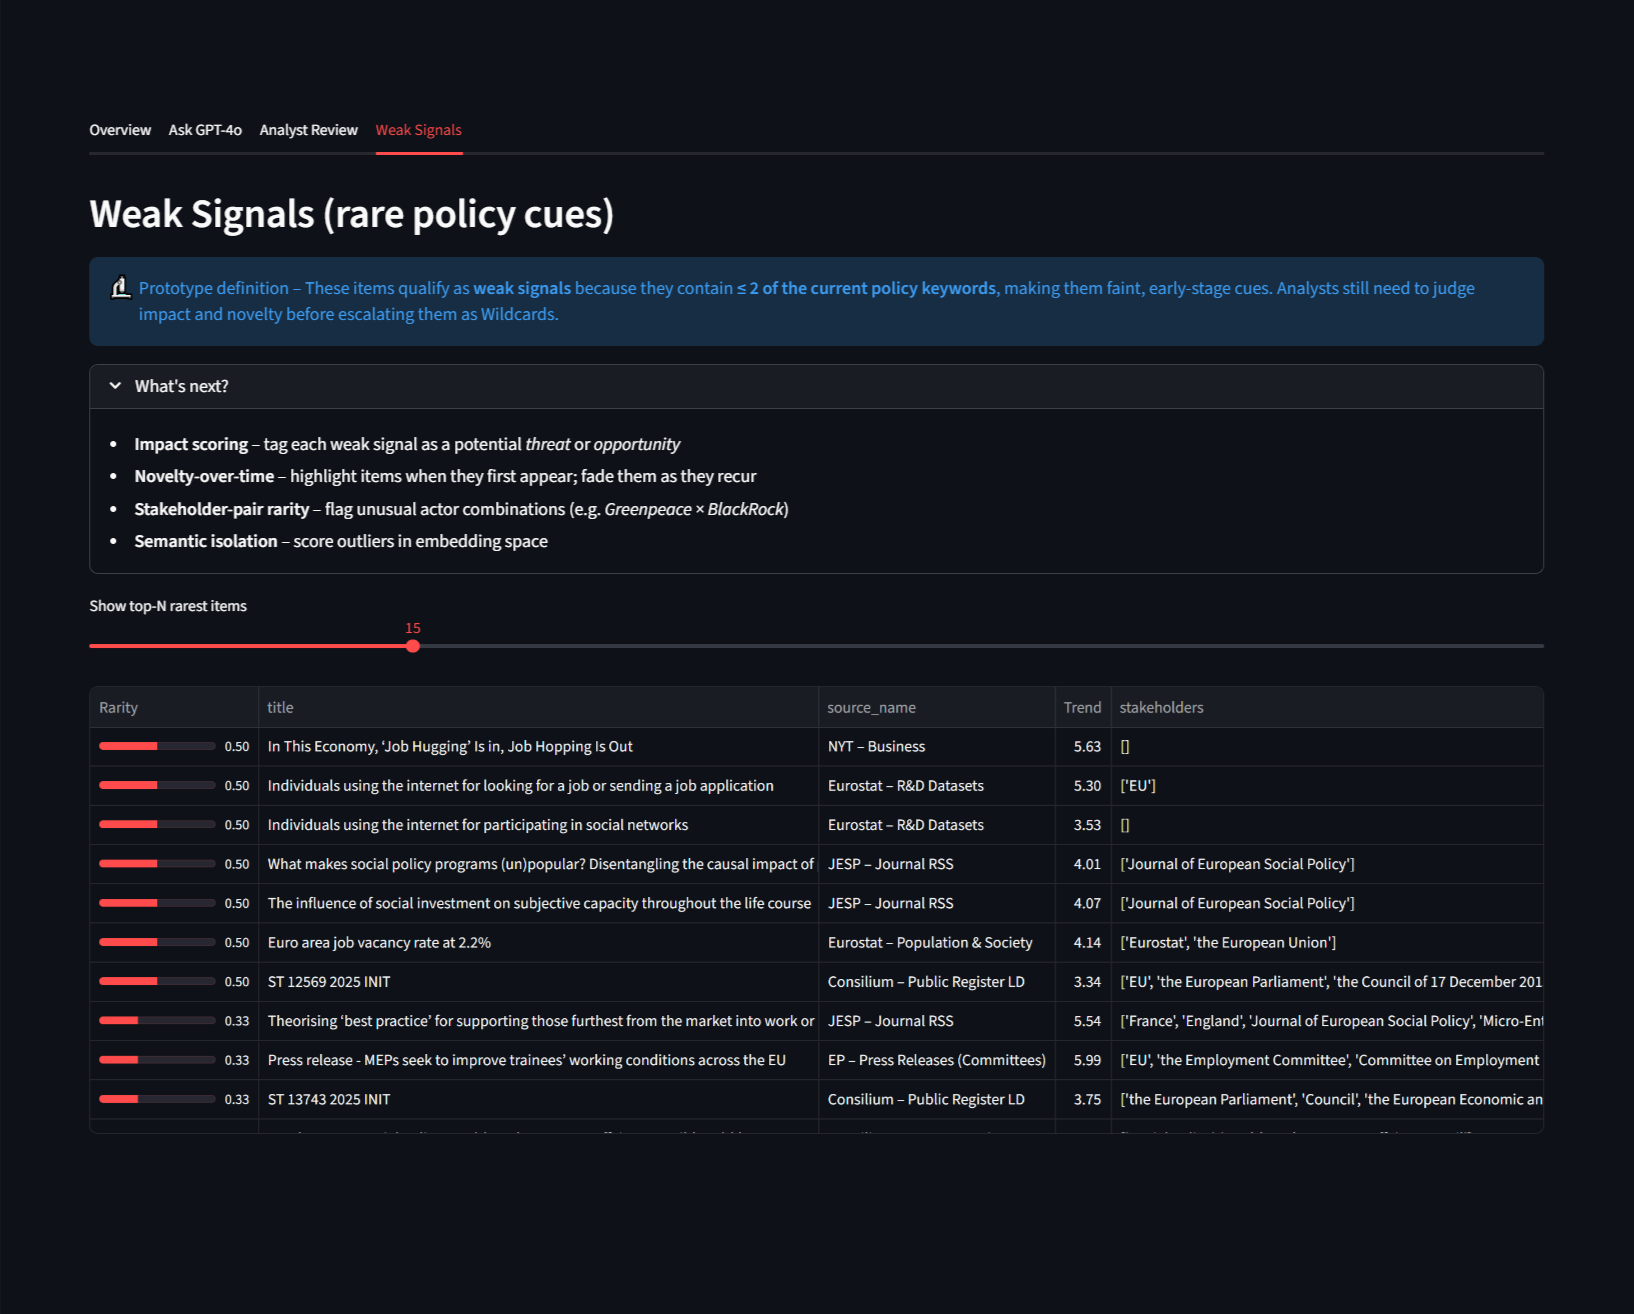 Overview Ask GPT-4o Analyst Review Weak Signals
Weak Signals (rare policy cues)
Prototype definition – These items qualify as weak signals because they contain ≤ 2 of the current policy keywords, making them faint, early-stage cues. Analysts still need to judge
impact and novelty before escalating them as Wildcards.
What's next?
• Impact scoring – tag each weak signal as a potential threat or opportunity
• Novelty-over-time – highlight items when they first appear; fade them as they recur
• Stakeholder-pair rarity – flag unusual actor combinations (e.g. Greenpeace × BlackRock)
• Semantic isolation – score outliers in embedding space
Show top-N rarest items
15
Rarity title source_name Trend stakeholders
0.50 In This Economy, ‘Job Hugging’ Is in, Job Hopping Is Out NYT – Business 5.63 []
0.50 Individuals using the internet for looking for a job or sending a job application Eurostat – R&D Datasets 5.30 ['EU']
0.50 Individuals using the internet for participating in social networks Eurostat – R&D Datasets 3.53 []
0.50 What makes social policy programs (un)popular? Disentangling the causal impact of JESP – Journal RSS 4.01 ['Journal of European Social Policy']
0.50 The influence of social investment on subjective capacity throughout the life course JESP – Journal RSS 4.07 ['Journal of European Social Policy']
0.50 Euro area job vacancy rate at 2.2% Eurostat – Population & Society 4.14 ['Eurostat', 'the European Union']
0.50 ST 12569 2025 INIT Consilium – Public Register LD 3.34 ['EU', 'the European Parliament', 'the Council of 17 December 201
0.33 Theorising ‘best practice’ for supporting those furthest from the market into work or JESP – Journal RSS 5.54 ['France', 'England', 'Journal of European Social Policy', 'Micro-Ent
0.33 Press release - MEPs seek to improve trainees’ working conditions across the EU EP – Press Releases (Committees) 5.99 ['EU', 'the Employment Committee', 'Committee on Employment
0.33 ST 13743 2025 INIT Consilium – Public Register LD 3.75 ['the European Parliament', 'Council', 'the European Economic an